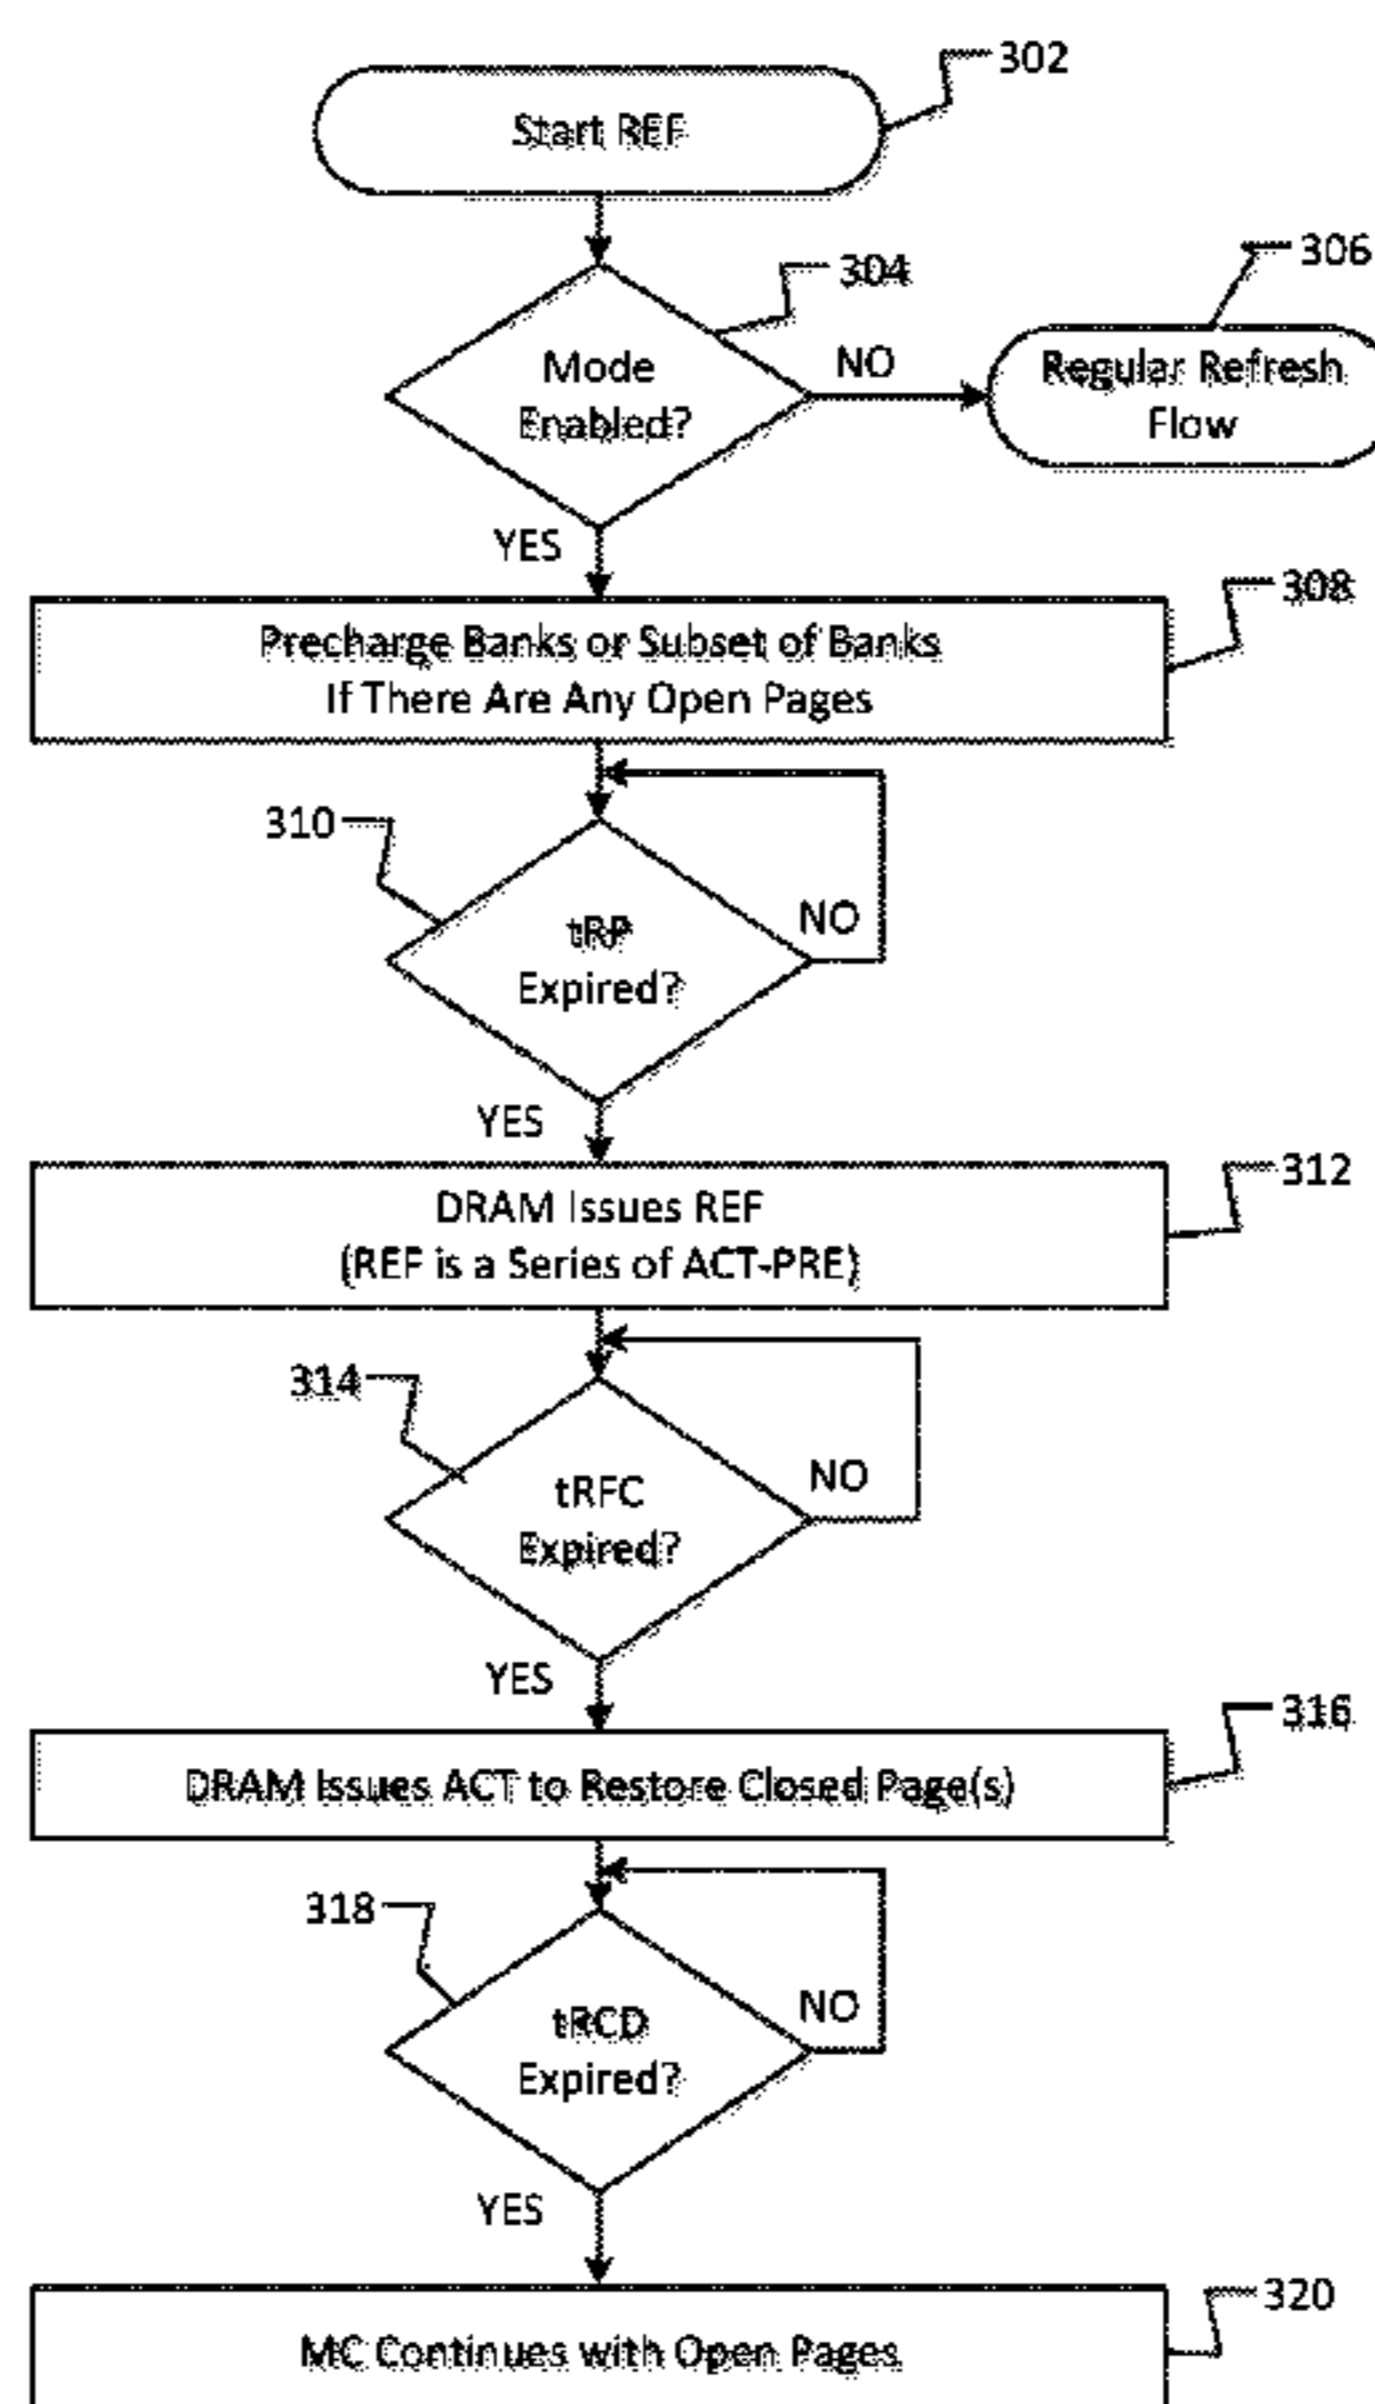 302
Start REF
304
306
Mode
Enabled?
NO
Regular Refresh
Flow
YES
308
Precharge Banks or Subset of Banks
If There Are Any Open Pages
310
tRP
Expired?
NO
YES
312
DRAM Issues REF
(REF is a Series of ACT-PRE)
314
tRFC
Expired?
NO
YES
316
DRAM Issues ACT to Restore Closed Page(s)
318
tRCD
Expired?
NO
YES
320
MC Continues with Open Pages